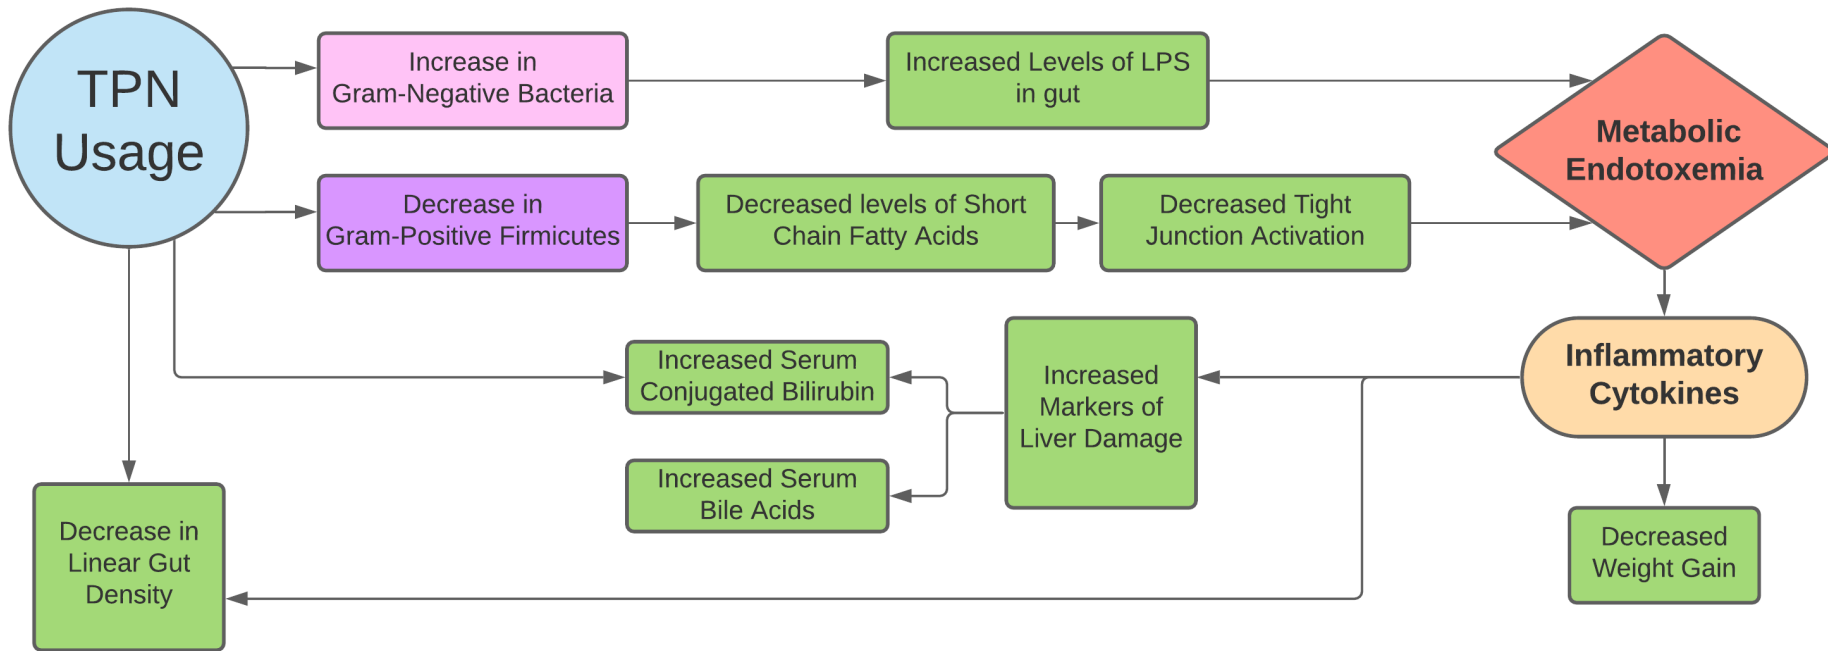 TPN
Usage
Increase in
Gram-Negative Bacteria
Increased Levels of LPS
in gut
Metabolic
Endotoxemia
Decrease in
Gram-Positive Firmicutes
Decreased levels of Short
Chain Fatty Acids
Decreased Tight
Junction Activation
Increased Serum
Conjugated Bilirubin
Increased
Markers of
Liver Damage
Inflammatory
Cytokines
Increased Serum
Bile Acids
Decrease in
Linear Gut
Density
Decreased
Weight Gain